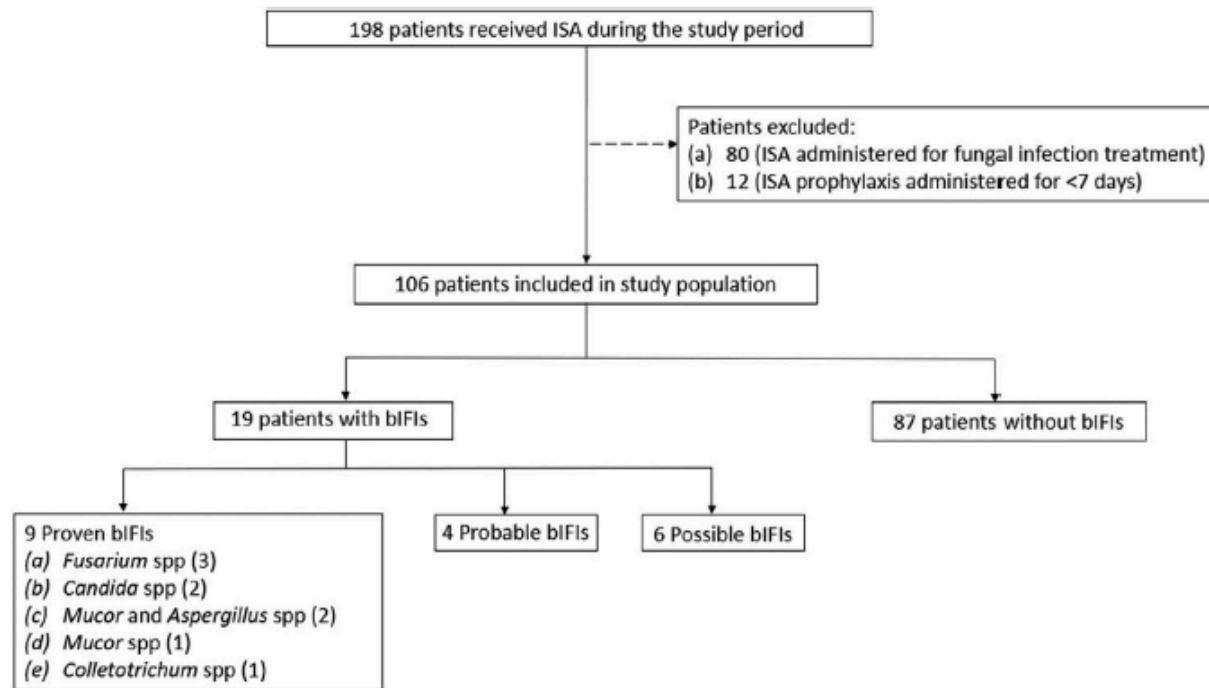 198 patients received ISA during the study period
Patients excluded:
(a) 80 (ISA administered for fungal infection treatment)
(b) 12 (ISA prophylaxis administered for <7 days)
106 patients included in study population
19 patients with bIFIs
87 patients without bIFIs
9 Proven bIFIs
(a) Fusarium spp (3)
(b) Candida spp (2)
(c) Mucor and Aspergillus spp (2)
(d) Mucor spp (1)
(e) Colletotrichum spp (1)
4 Probable bIFIs
6 Possible bIFIs